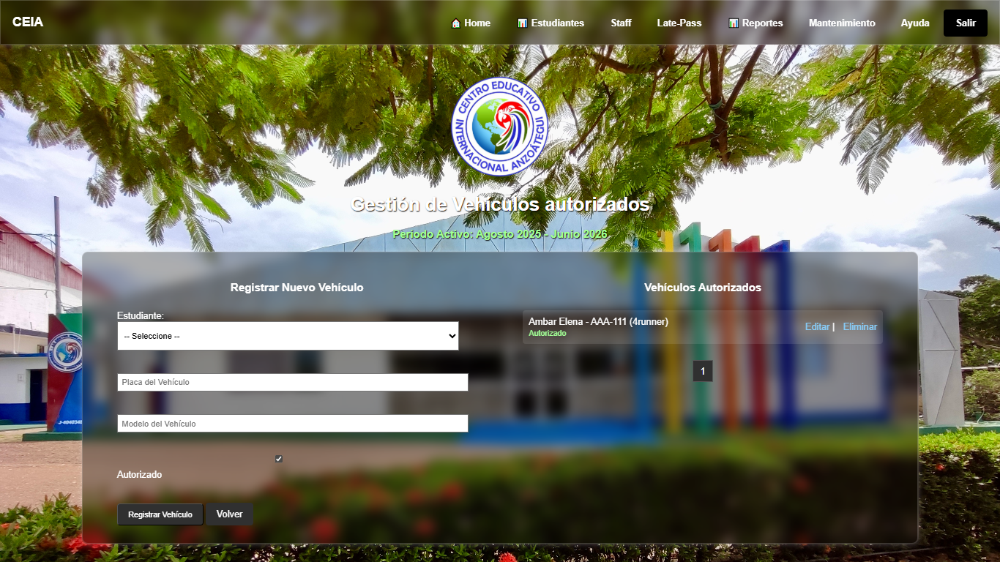 CEIA
Home
Estudiantes
Staff
Late-Pass
Reportes
Mantenimiento
Ayuda
Salir
CENTRO EDUCATIVO
INTERNACIONAL ANZOÁTEGUI
Gestión de Vehículos autorizados
Período Activo: Agosto 2025 - Junio 2026
Registrar Nuevo Vehículo
Estudiante:
-- Seleccione --
Placa del Vehículo
Modelo del Vehículo
Autorizado
Registrar Vehículo
Volver
Vehículos Autorizados
Ambar Elena - AAA-111 (4runner)
Autorizado
Editar | Eliminar
1